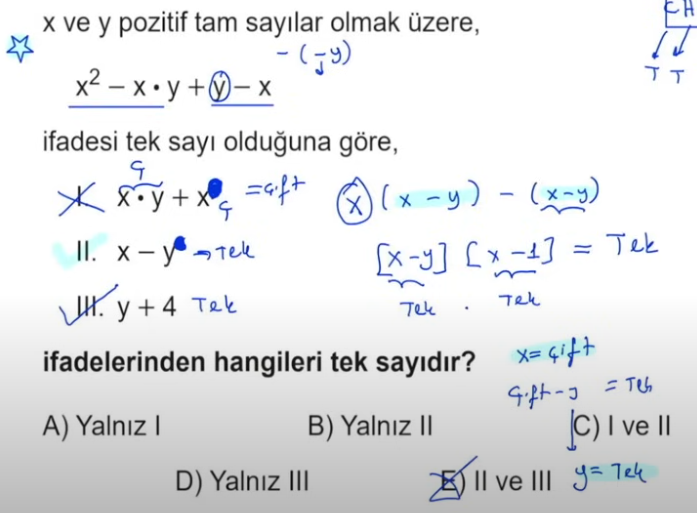 x ve y pozitif tam sayılar olmak üzere,
ÇH
T T
- (-y)
x² – x • y + y – x
ifadesi tek sayı olduğuna göre,
Ç
I. x • y + x Ç = Çift
x (x - y) - (x-y)
II. x – y → Tek
[x-y] [x-1] = Tek
III. y + 4 Tek
Tek . Tek
ifadelerinden hangileri tek sayıdır?
x = Çift
Çift - y = Tek
A) Yalnız I B) Yalnız II C) I ve II
D) Yalnız III E) II ve III
y = Tek